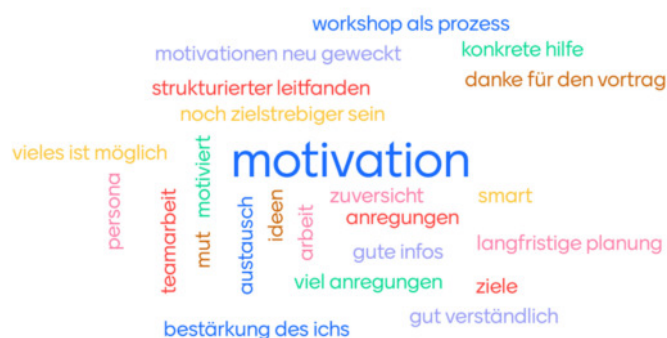 workshop als prozess
motivationen neu geweckt
konkrete hilfe
strukturierter leitfanden
danke für den vortrag
noch zielstrebiger sein
vieles ist möglich
motiviert
motivation
persona
teamarbeit
mut
austausch
ideen
arbeit
zuversicht
smart
anregungen
gute infos
langfristige planung
viel anregungen
ziele
gut verständlich
bestärkung des ichs